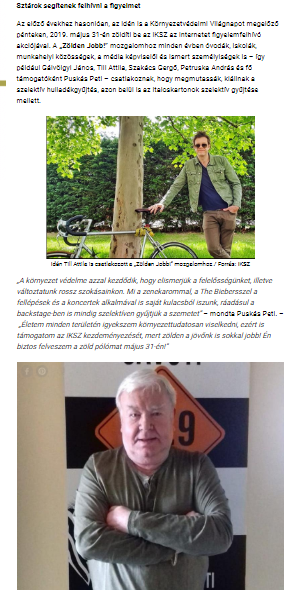 Sztárok segítenek felhívni a figyelmet
Az előző évekhez hasonlóan, az idén is a Környezetvédelmi Világnapot megelőző
pénteken, 2019. május 31-én zöldíti be az IKSZ az internetet figyelemfelhívó
akciójával. A „Zölden Jobb!” mozgalomhoz minden évben óvodák, iskolák,
munkahelyi közösségek, a média képviselői és ismert személyiségek is – így
például Gálvölgyi János, Till Attila, Szakács Gergő, Petruska András és fő
támogatóként Puskás Peti – csatlakoznak, hogy megmutassák, kiállnak a
szelektív hulladékgyűjtés, azon belül is az italoskartonok szelektív gyűjtése
mellett.
Idén Till Attila is csatlakozott a „Zölden Jobb!” mozgalomhoz / Forrás: IKSZ
„A környezet védelme azzal kezdődik, hogy elismerjük a felelősségünket, illetve
változtatunk rossz szokásainkon. Mi a zenekarommal, a The Biebersszel a
fellépések és a koncertek alkalmával is saját kulacsból iszunk, ráadásul a
backstage-ben is mindig szelektíven gyűjtjük a szemetet” – mondta Puskás Peti. –
„Életem minden területén igyekszem környezettudatosan viselkedni, ezért is
támogatom az IKSZ kezdeményezését, mert zölden a jövőnk is sokkal jobb! Én
biztos felveszem a zöld pólómat május 31-én!”
9
TI